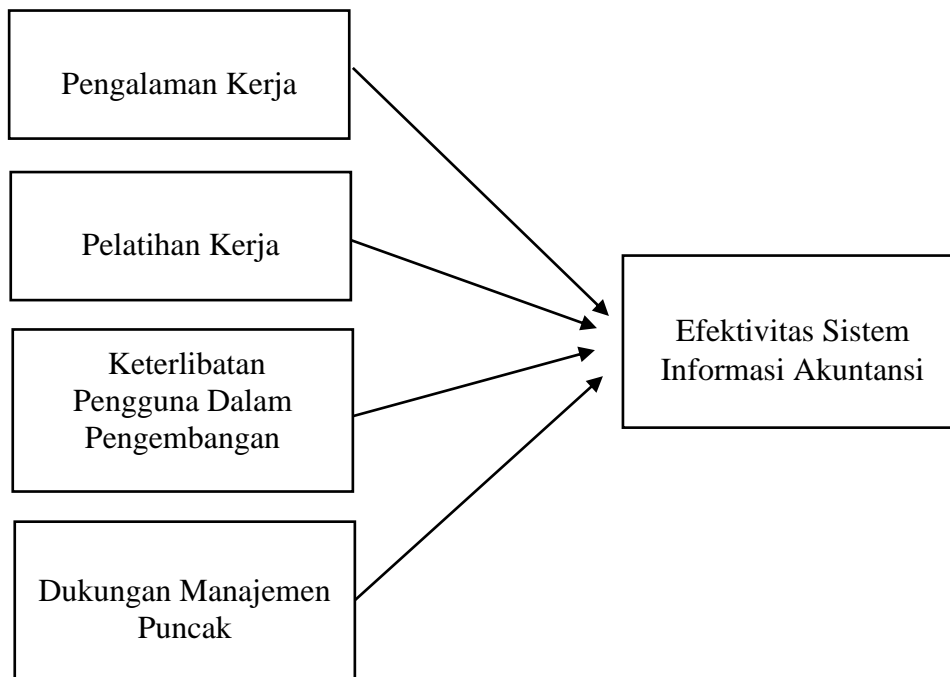 Pengalaman Kerja
Pelatihan Kerja
Keterlibatan
Pengguna Dalam
Pengembangan
Dukungan Manajemen
Puncak
Efektivitas Sistem
Informasi Akuntansi